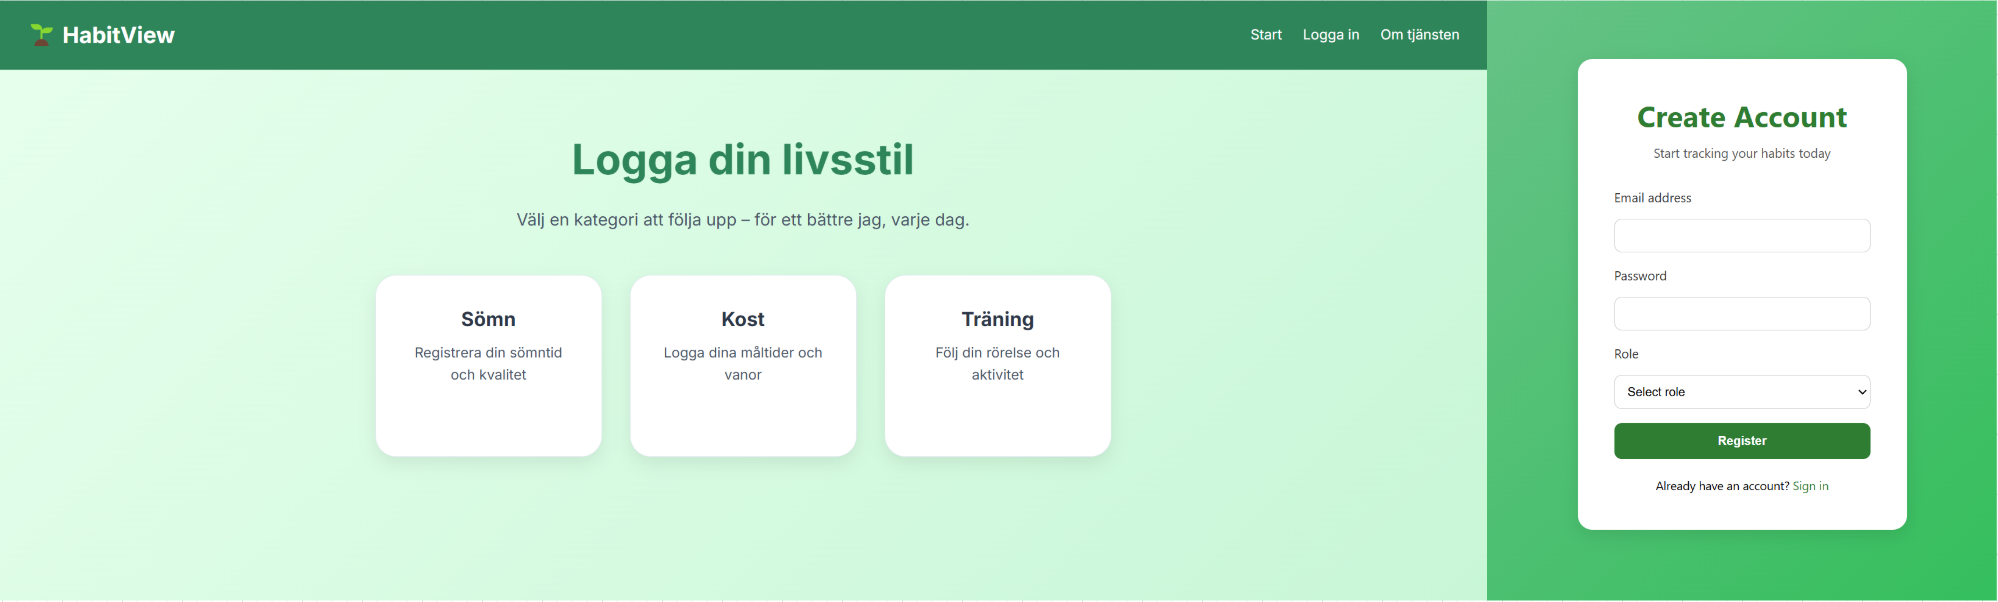 HabitView
Start Logga in Om tjänsten
Logga din livsstil
Välj en kategori att följa upp – för ett bättre jag, varje dag.
Sömn
Registrera din sömntid
och kvalitet
Kost
Logga dina måltider och
vanor
Träning
Följ din rörelse och
aktivitet
Create Account
Start tracking your habits today
Email address
Password
Role
Select role
Register
Already have an account? Sign in